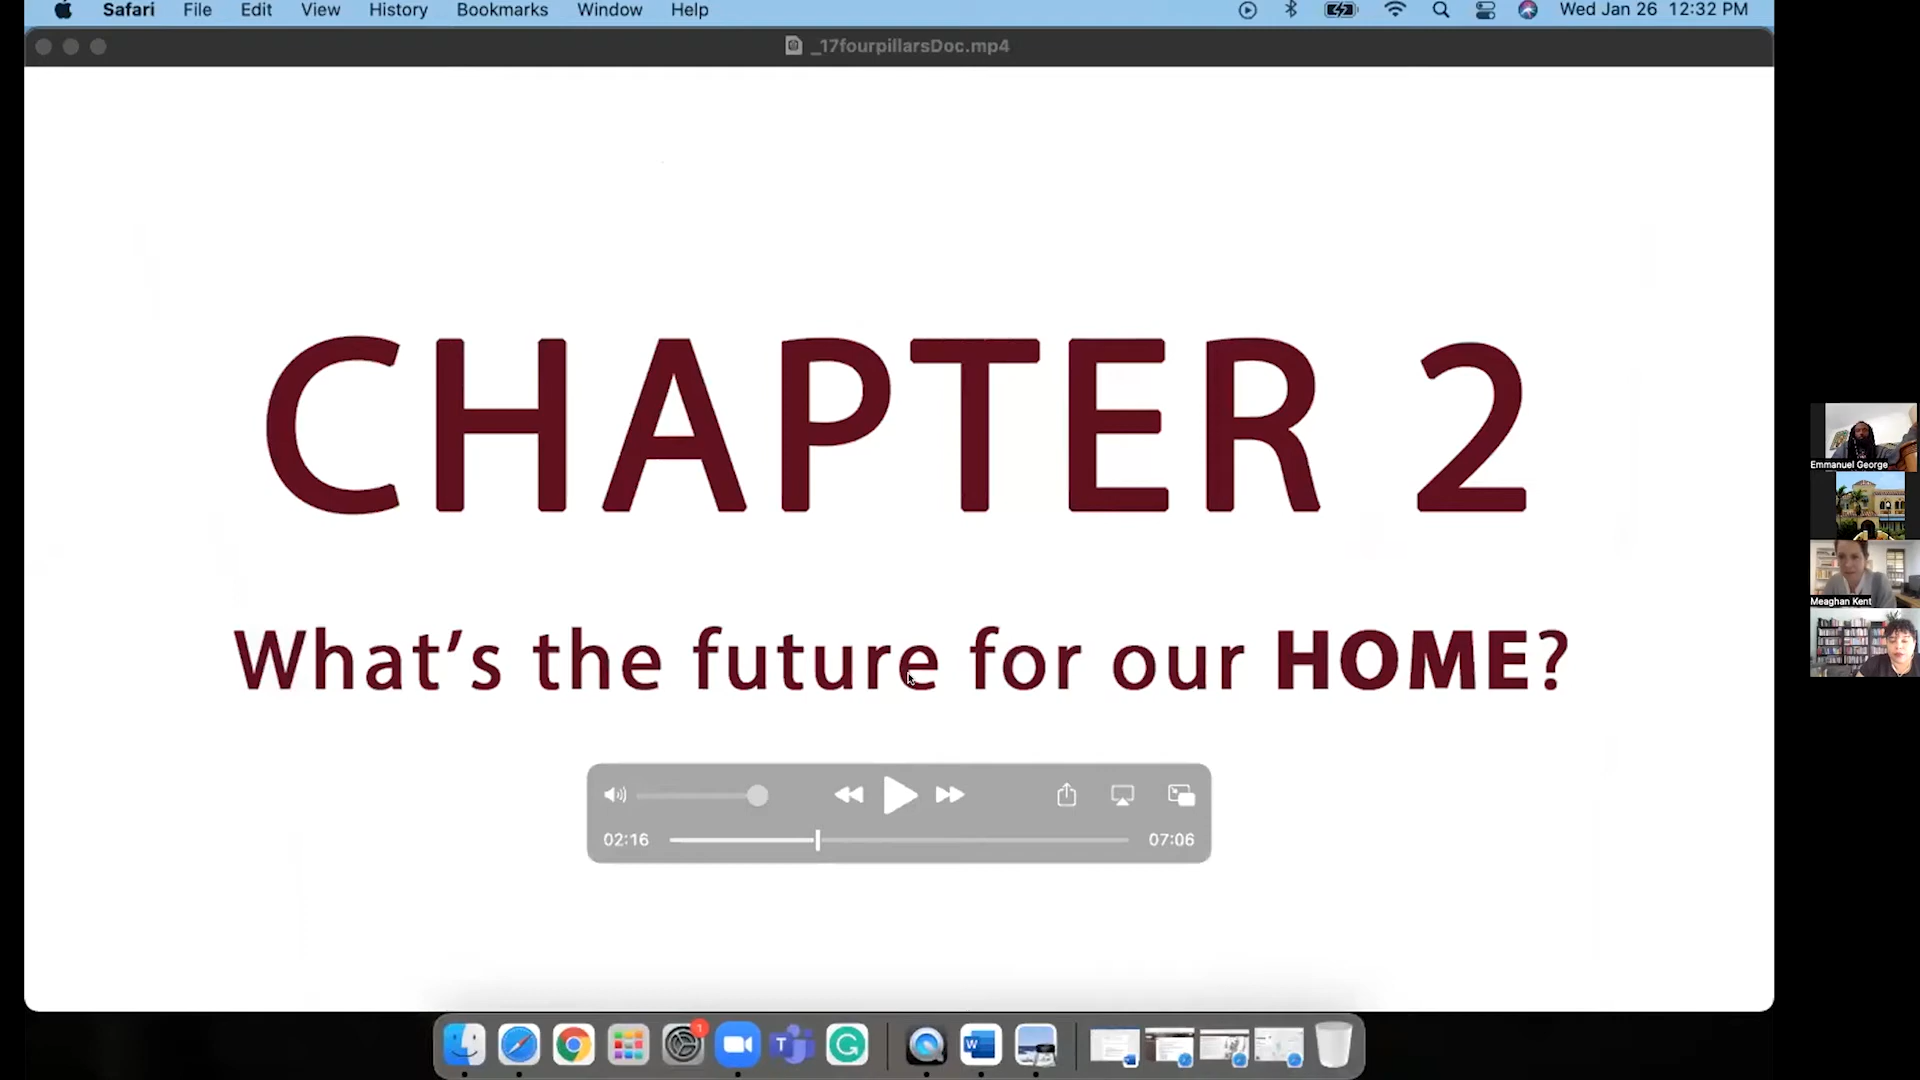 Safari File Edit View History Bookmarks Window Help Wed Jan 26 12:32 PM
_17fourpillarsDoc.mp4
CHAPTER 2
What's the future for our HOME?
02:16 07:06
Emmanuel George
Meaghan Kent
1
T
W